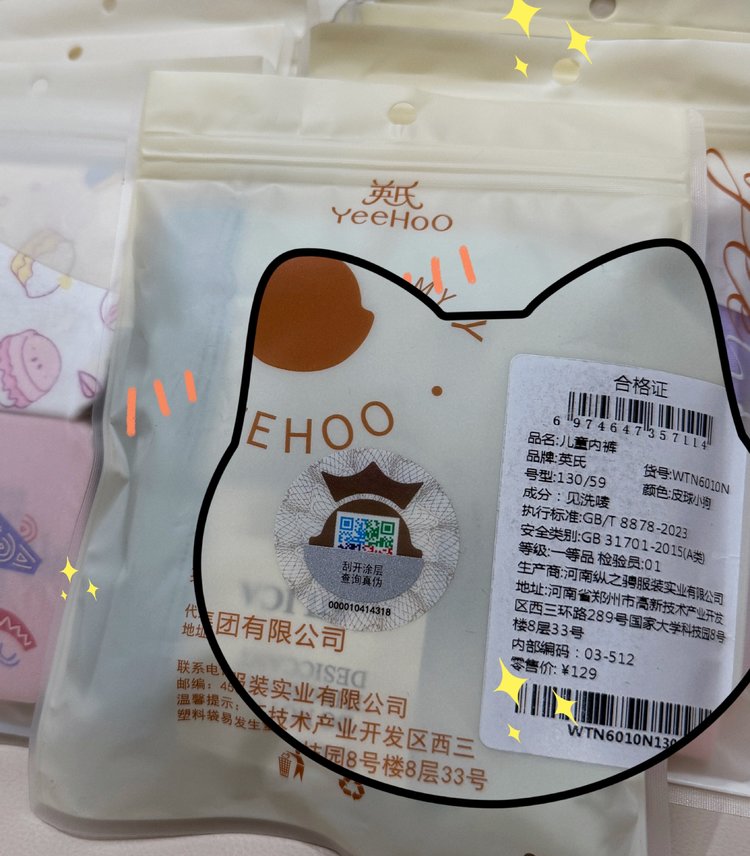 英氏
YeeHoO
MY
Y
EHOO
合格证
6 974647 357114
品名:儿童内裤
品牌:英氏
货号:WTN6010N
号型:130/59
颜色:皮球小狗
成分：见洗唛
执行标准:GB/T 8878-2023
安全类别:GB 31701-2015(A类)
等级:一等品 检验员:01
生产商:河南纵之骋服装实业有限公司
地址:河南省郑州市高新技术产业开发
区西三环路289号国家大学科技园8号
楼8层33号
内部编码：03-512
零售价: ¥129
WTN6010N130
刮开涂层
查询真伪
000010414318
代
集团有限公司
地址
联系电
服装实业有限公司
邮编: 45
温馨提示:
技术产业开发区西三
塑料袋易发生
技园8号楼8层33号
DESIGN